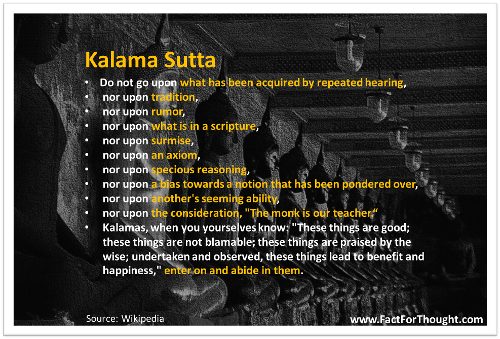 Kalama Sutta
• Do not go upon what has been acquired by repeated hearing,
• nor upon tradition,
• nor upon rumor,
• nor upon what is in a scripture,
• nor upon surmise,
• nor upon an axiom,
• nor upon specious reasoning,
• nor upon a bias towards a notion that has been pondered over,
• nor upon another's seeming ability,
• nor upon the consideration, "The monk is our teacher."
• Kalamas, when you yourselves know: "These things are good;
these things are not blamable; these things are praised by the
wise; undertaken and observed, these things lead to benefit and
happiness," enter on and abide in them.
Source: Wikipedia
www.FactForThought.com